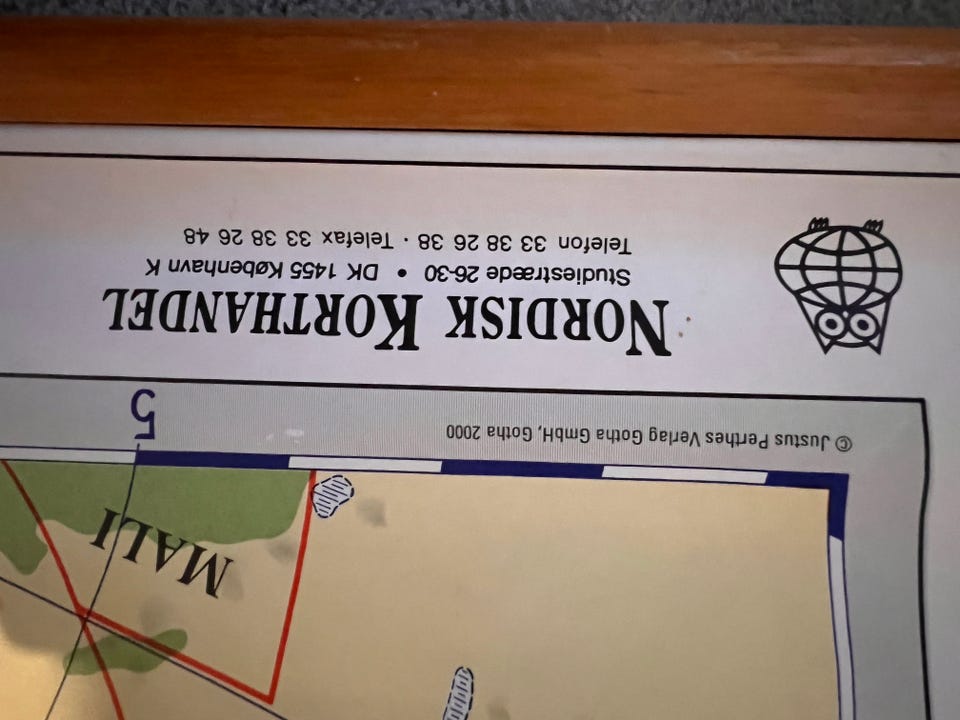 MALI
© Justus Perthes Verlag Gotha GmbH, Gotha 2000
5
NORDISK KORTHANDEL
Studiestræde 26-30 • DK 1455 København K
Telefon 33 38 26 38 · Telefax 33 38 26 48